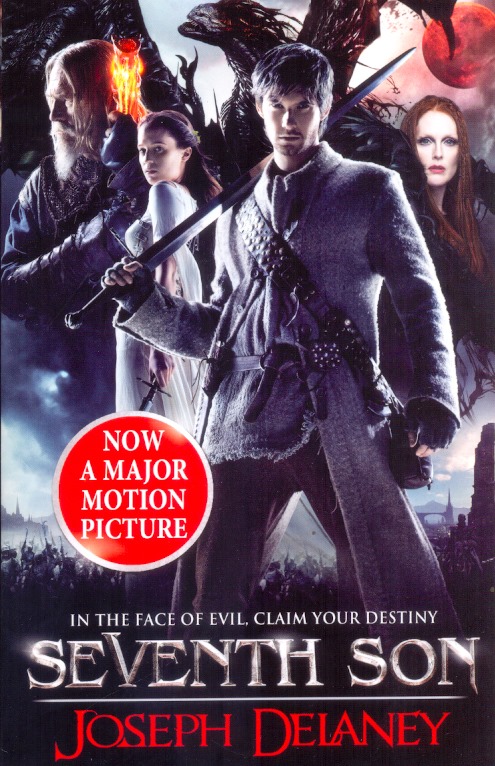 NOW
A MAJOR
MOTION
PICTURE
IN THE FACE OF EVIL, CLAIM YOUR DESTINY
SEVENTH SON
JOSEPH DELANEY